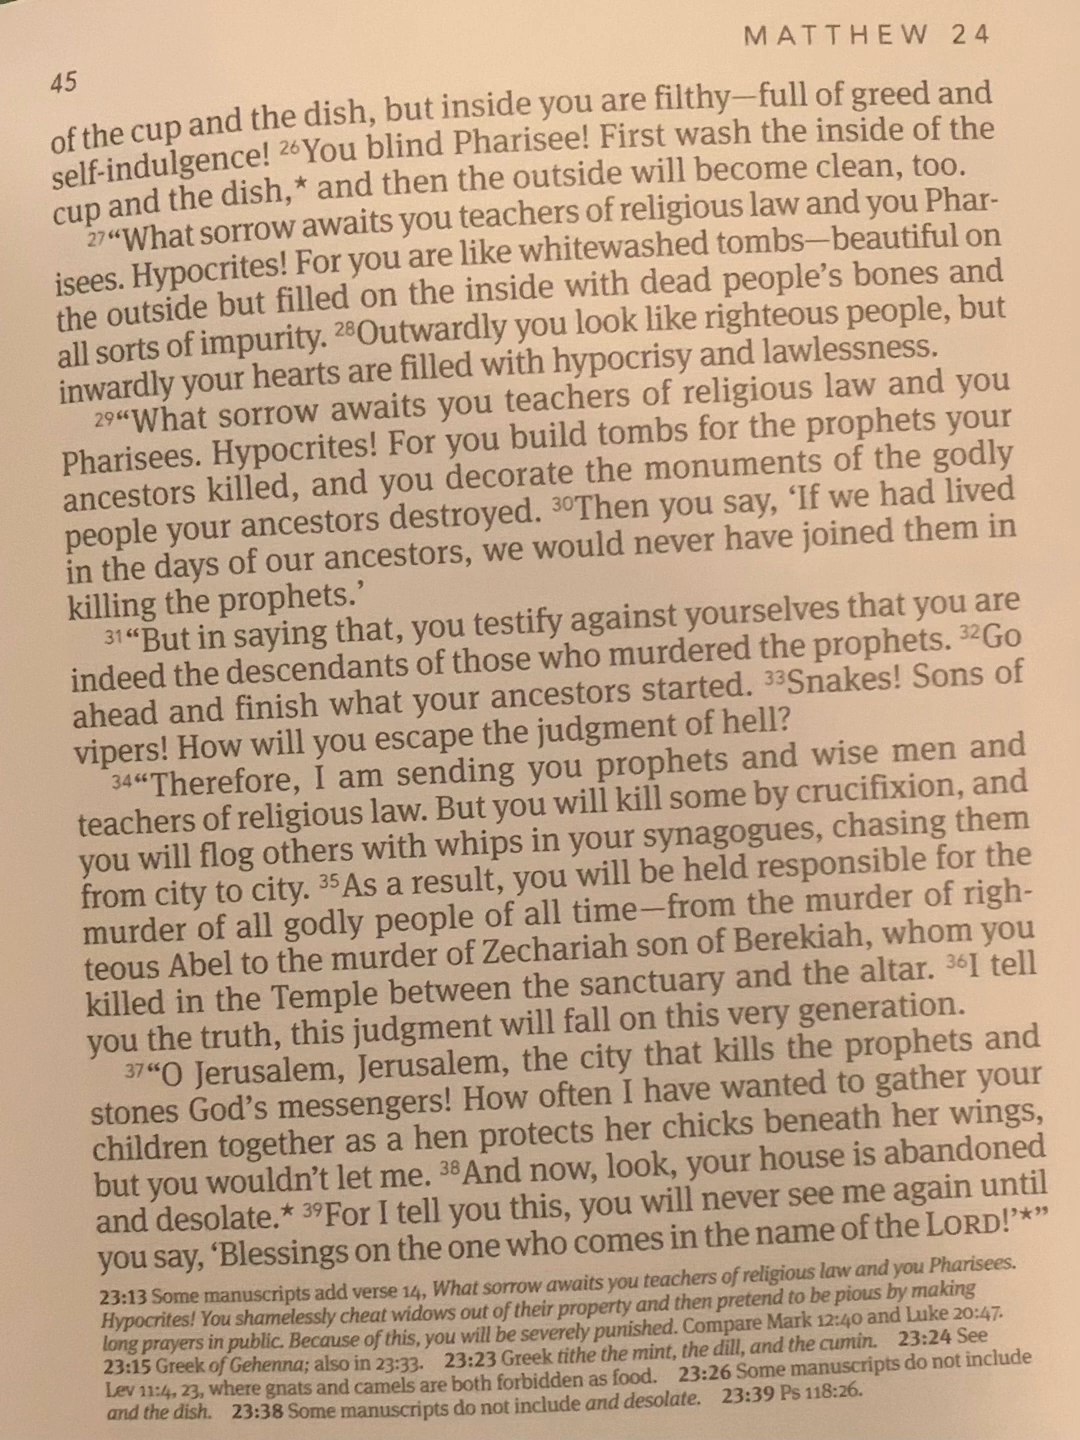 MATTHEW 24
45
of the cup and the dish, but inside you are filthy—full of greed and
self-indulgence! 26You blind Pharisee! First wash the inside of the
cup and the dish,* and then the outside will become clean, too.
27“What sorrow awaits you teachers of religious law and you Phar-
isees. Hypocrites! For you are like whitewashed tombs—beautiful on
the outside but filled on the inside with dead people’s bones and
all sorts of impurity. 28Outwardly you look like righteous people, but
inwardly your hearts are filled with hypocrisy and lawlessness.
29“What sorrow awaits you teachers of religious law and you
Pharisees. Hypocrites! For you build tombs for the prophets your
ancestors killed, and you decorate the monuments of the godly
people your ancestors destroyed. 30Then you say, ‘If we had lived
in the days of our ancestors, we would never have joined them in
killing the prophets.’
31“But in saying that, you testify against yourselves that you are
indeed the descendants of those who murdered the prophets. 32Go
ahead and finish what your ancestors started. 33Snakes! Sons of
vipers! How will you escape the judgment of hell?
34“Therefore, I am sending you prophets and wise men and
teachers of religious law. But you will kill some by crucifixion, and
you will flog others with whips in your synagogues, chasing them
from city to city. 35As a result, you will be held responsible for the
murder of all godly people of all time—from the murder of righ-
teous Abel to the murder of Zechariah son of Berekiah, whom you
killed in the Temple between the sanctuary and the altar. 36I tell
you the truth, this judgment will fall on this very generation.
37“O Jerusalem, Jerusalem, the city that kills the prophets and
stones God’s messengers! How often I have wanted to gather your
children together as a hen protects her chicks beneath her wings,
but you wouldn’t let me. 38And now, look, your house is abandoned
and desolate.* 39For I tell you this, you will never see me again until
you say, ‘Blessings on the one who comes in the name of the LORD!’*”
23:13 Some manuscripts add verse 14, What sorrow awaits you teachers of religious law and you Pharisees.
Hypocrites! You shamelessly cheat widows out of their property and then pretend to be pious by making
long prayers in public. Because of this, you will be severely punished. Compare Mark 12:40 and Luke 20:47.
23:15 Greek of Gehenna; also in 23:33. 23:23 Greek tithe the mint, the dill, and the cumin. 23:24 See
Lev 11:4, 23, where gnats and camels are both forbidden as food. 23:26 Some manuscripts do not include
and the dish. 23:38 Some manuscripts do not include and desolate. 23:39 Ps 118:26.